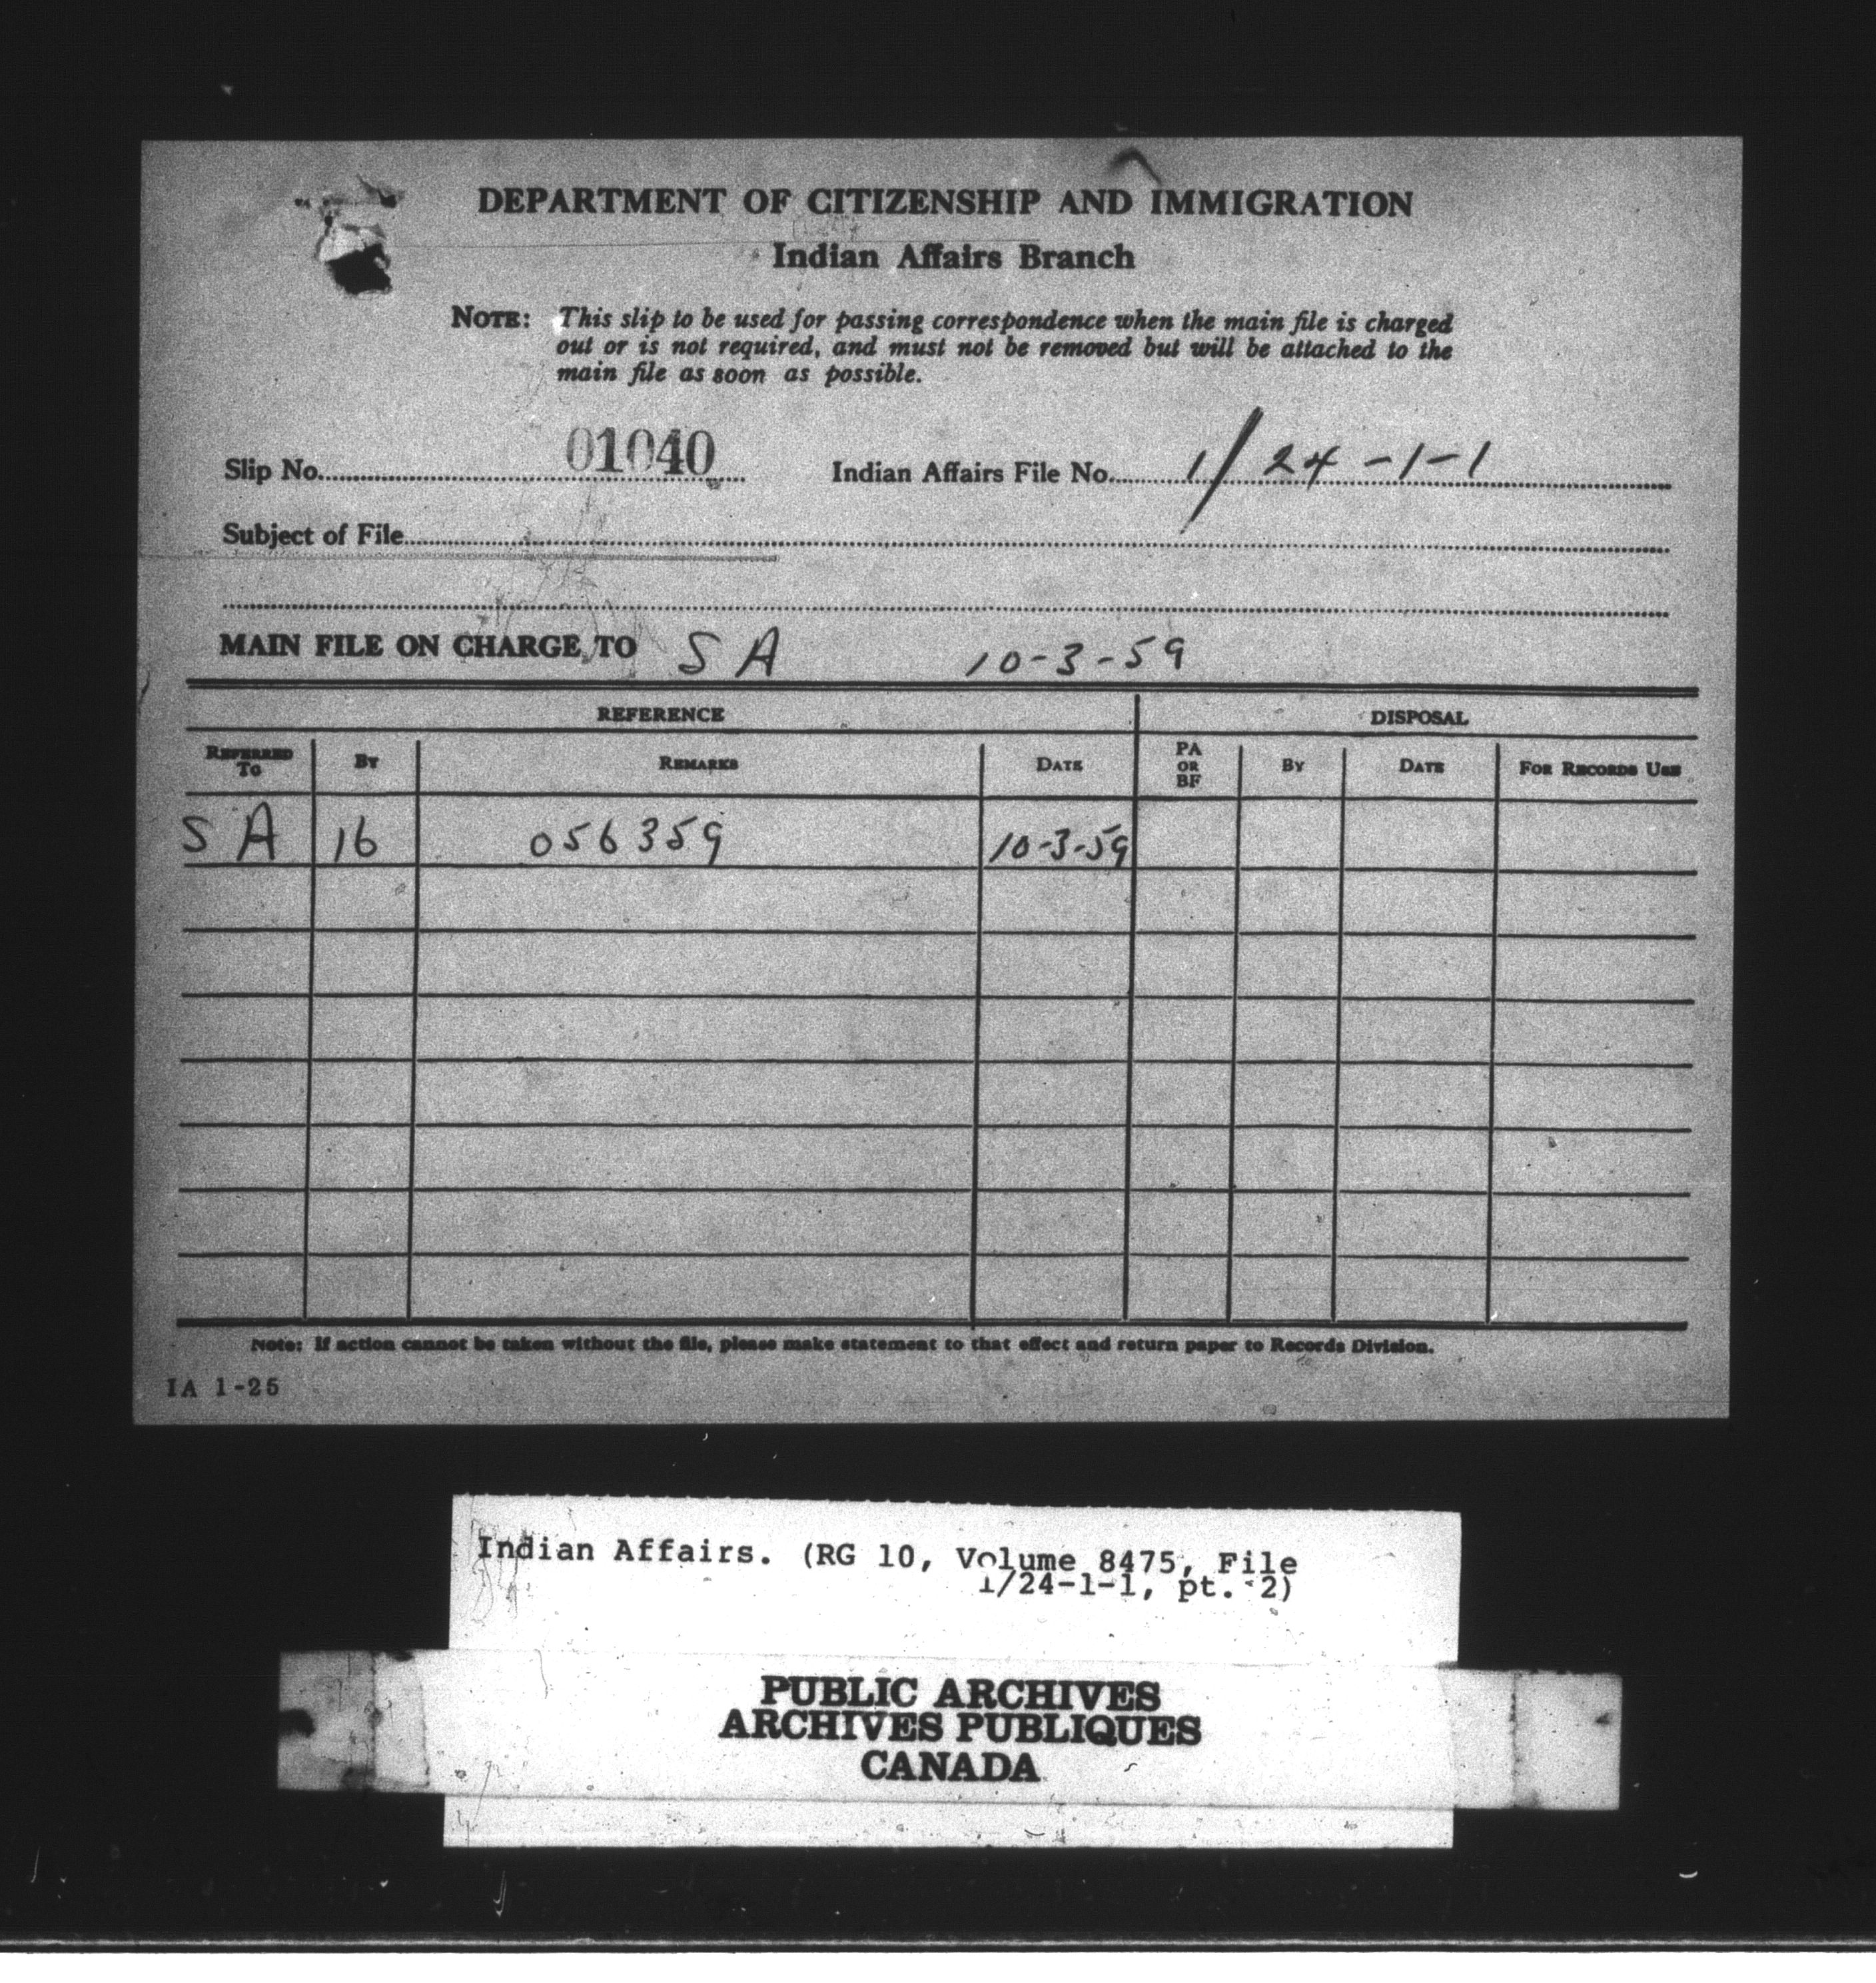 DEPARTMENT OF CITIZENSHIP AND IMMIGRATION
Indian Affairs Branch
NOTE: This slip to be used for passing correspondence when the main file is charged
out or is not required, and must not be removed but will be attached to the
main file as soon as possible.
Slip No. 01040 Indian Affairs File No. 1/24-1-1
Subject of File
MAIN FILE ON CHARGE TO S A 10-3-59
REFERENCE DISPOSAL
REFERRED TO BY REMARKS DATE PA OR BF BY DATE FOR RECORDS USE
S A 16 056359 10-3-59
Note: If action cannot be taken without the file, please make statement to that effect and return paper to Records Division.
IA 1-25
Indian Affairs. (RG 10, Volume 8475, File
1/24-1-1, pt. 2)
PUBLIC ARCHIVES
ARCHIVES PUBLIQUES
CANADA